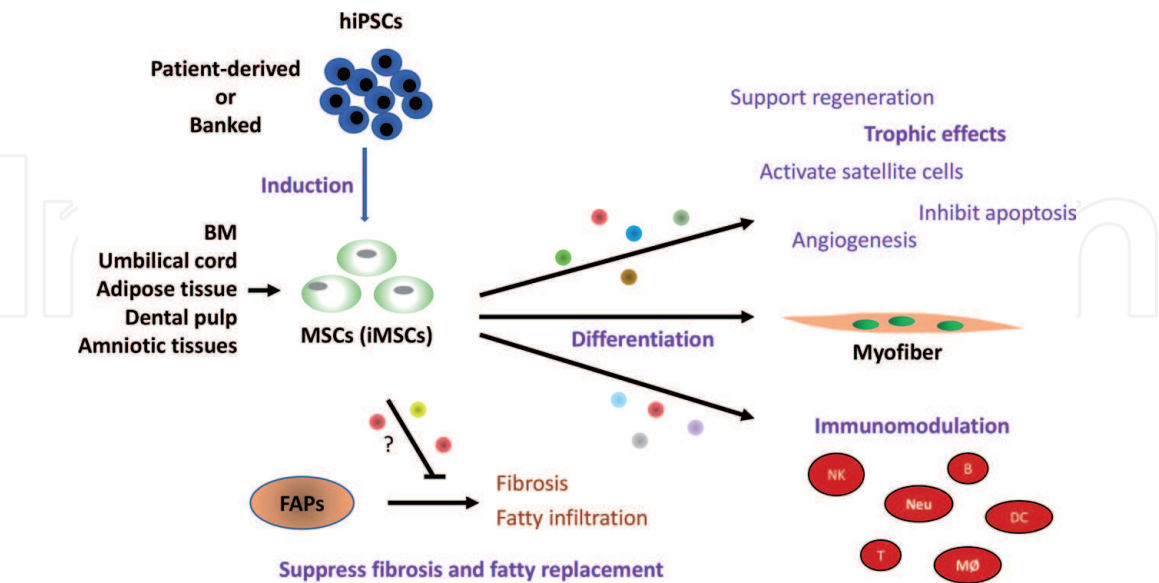 hiPSCs
Patient-derived
or
Banked
Induction
BM
Umbilical cord
Adipose tissue
Dental pulp
Amniotic tissues
MSCs (iMSCs)
Support regeneration
Trophic effects
Activate satellite cells
Inhibit apoptosis
Angiogenesis
Differentiation
Myofiber
Immunomodulation
NK
B
Neu
DC
T
MØ
?
FAPs
Fibrosis
Fatty infiltration
Suppress fibrosis and fatty replacement